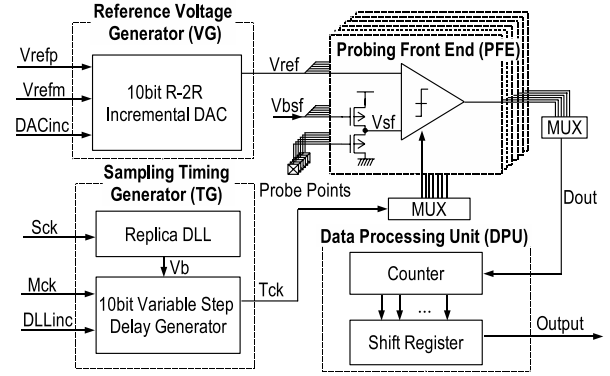 Reference Voltage
Generator (VG)
Vrefp
Vrefm
DACinc
10bit R-2R
Incremental DAC
Vref
Probing Front End (PFE)
Vbsf
Vsf
Probe Points
MUX
MUX
Dout
Sampling Timing
Generator (TG)
Sck
Replica DLL
Vb
Mck
DLLinc
10bit Variable Step
Delay Generator
Tck
Data Processing Unit (DPU)
Counter
...
Shift Register
Output